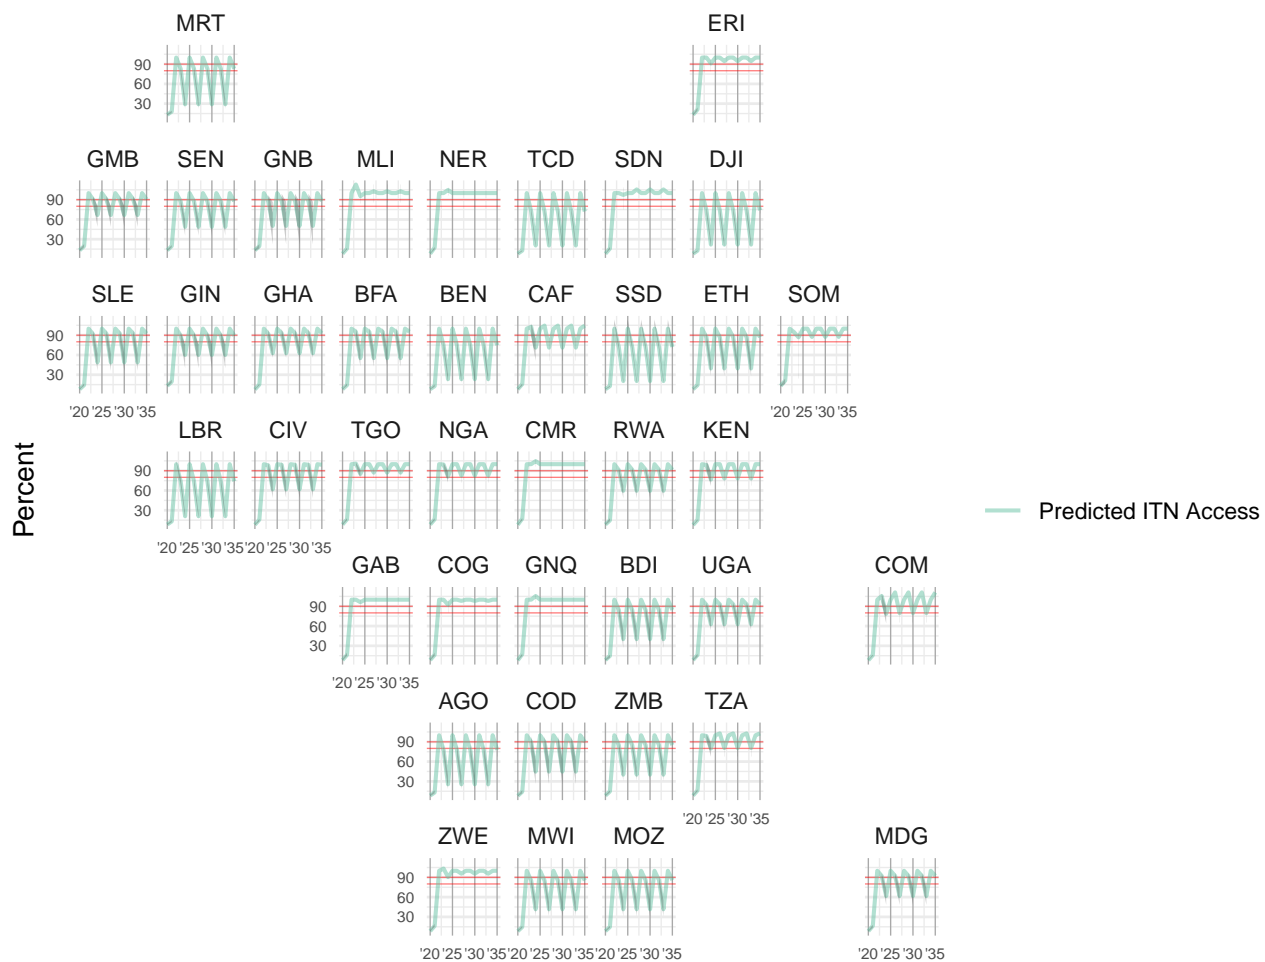 MRT ERI
90
60
30
GMB SEN GNB MLI NER TCD SDN DJI
90
60
30
SLE GIN GHA BFA BEN CAF SSD ETH SOM
90
60
30
'20 '25 '30 '35 '20 '25 '30 '35
LBR CIV TGO NGA CMR RWA KEN
90
60
30
'20 '25 '30 '35 '20 '25 '30 '35
Percent
Predicted ITN Access
GAB COG GNQ BDI UGA COM
90
60
30
'20 '25 '30 '35
AGO COD ZMB TZA
90
60
30
'20 '25 '30 '35
ZWE MWI MOZ MDG
90
60
30
'20 '25 '30 '35 '20 '25 '30 '35 '20 '25 '30 '35 '20 '25 '30 '35